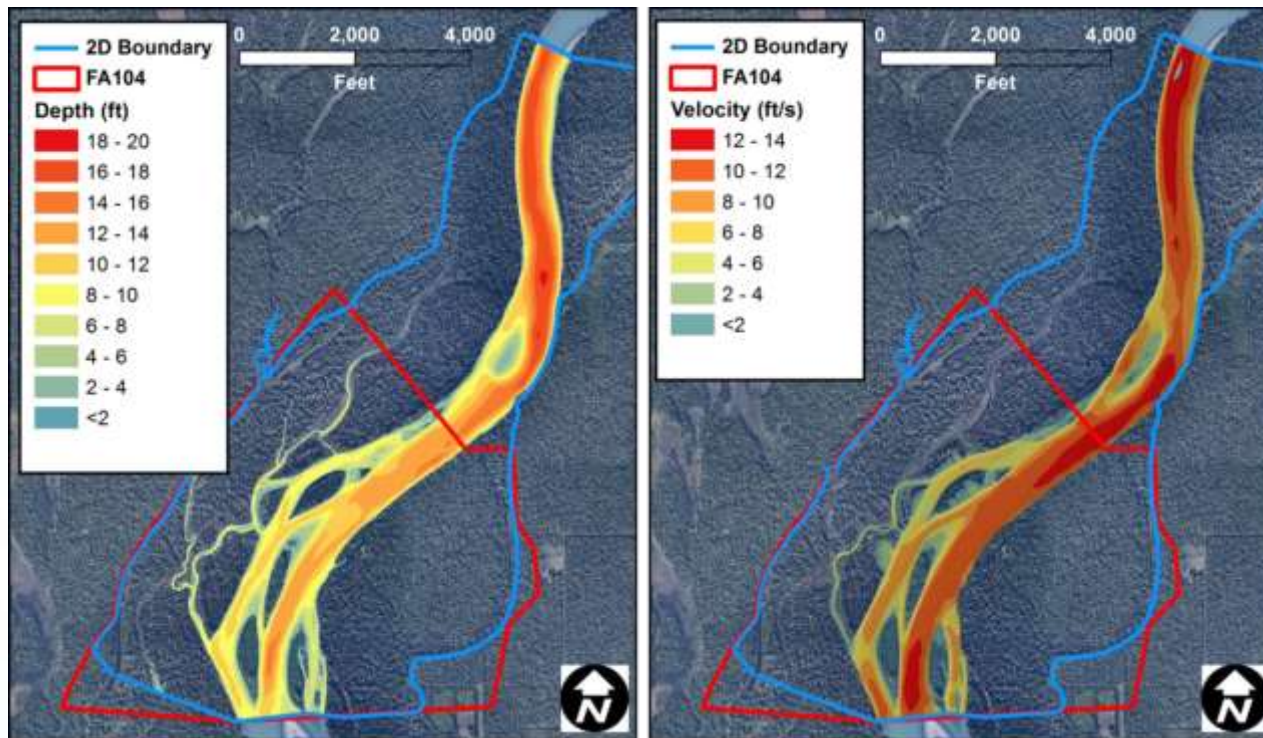 2D Boundary
FA104
Depth (ft)
18 - 20
16 - 18
14 - 16
12 - 14
10 - 12
8 - 10
6 - 8
4 - 6
2 - 4
<2
0 2,000 4,000
Feet
N
2D Boundary
FA104
Velocity (ft/s)
12 - 14
10 - 12
8 - 10
6 - 8
4 - 6
2 - 4
<2
0 2,000 4,000
Feet
N